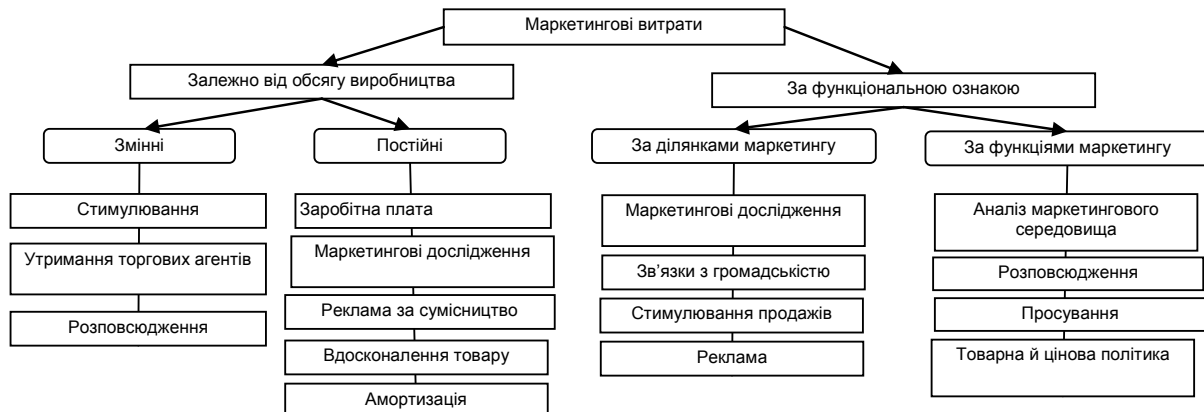 Маркетингові витрати
Залежно від обсягу виробництва
За функціональною ознакою
Змінні
Постійні
За ділянками маркетингу
За функціями маркетингу
Стимулювання
Утримання торгових агентів
Розповсюдження
Заробітна плата
Маркетингові дослідження
Реклама за сумісництво
Вдосконалення товару
Амортизація
Маркетингові дослідження
Зв’язки з громадськістю
Стимулювання продажів
Реклама
Аналіз маркетингового
середовища
Розповсюдження
Просування
Товарна й цінова політика